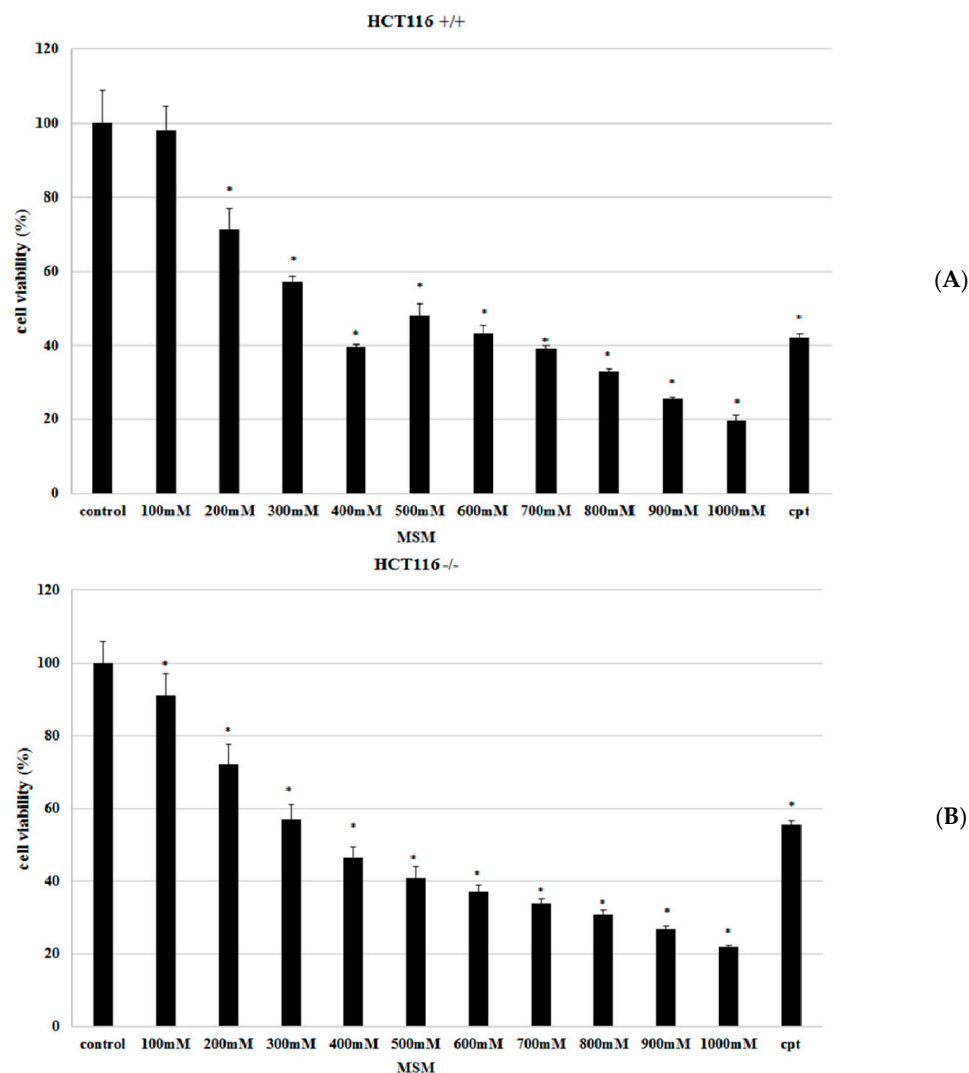 HCT116 +/+
120
100
80
60
40
20
0
cell viability (%)
* * * * * * * * * *
control 100mM 200mM 300mM 400mM 500mM 600mM 700mM 800mM 900mM 1000mM cpt
MSM
(A)
HCT116 -/-
120
100
80
60
40
20
0
cell viability (%)
* * * * * * * * * * *
control 100mM 200mM 300mM 400mM 500mM 600mM 700mM 800mM 900mM 1000mM cpt
MSM
(B)